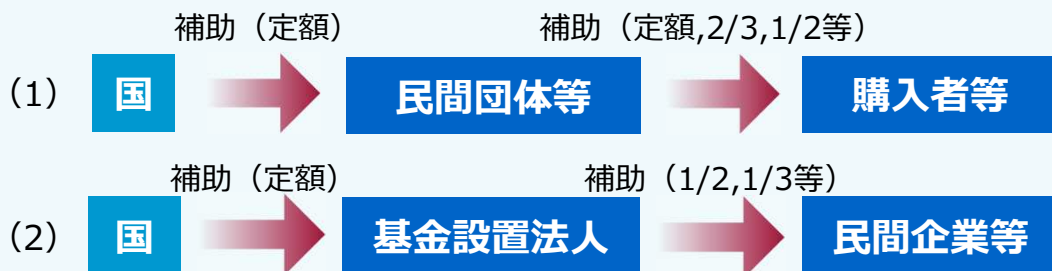 補助（定額） 補助（定額,2/3,1/2等）
（1） 国 民間団体等 購入者等
補助（定額） 補助（1/2,1/3等）
（2） 国 基金設置法人 民間企業等